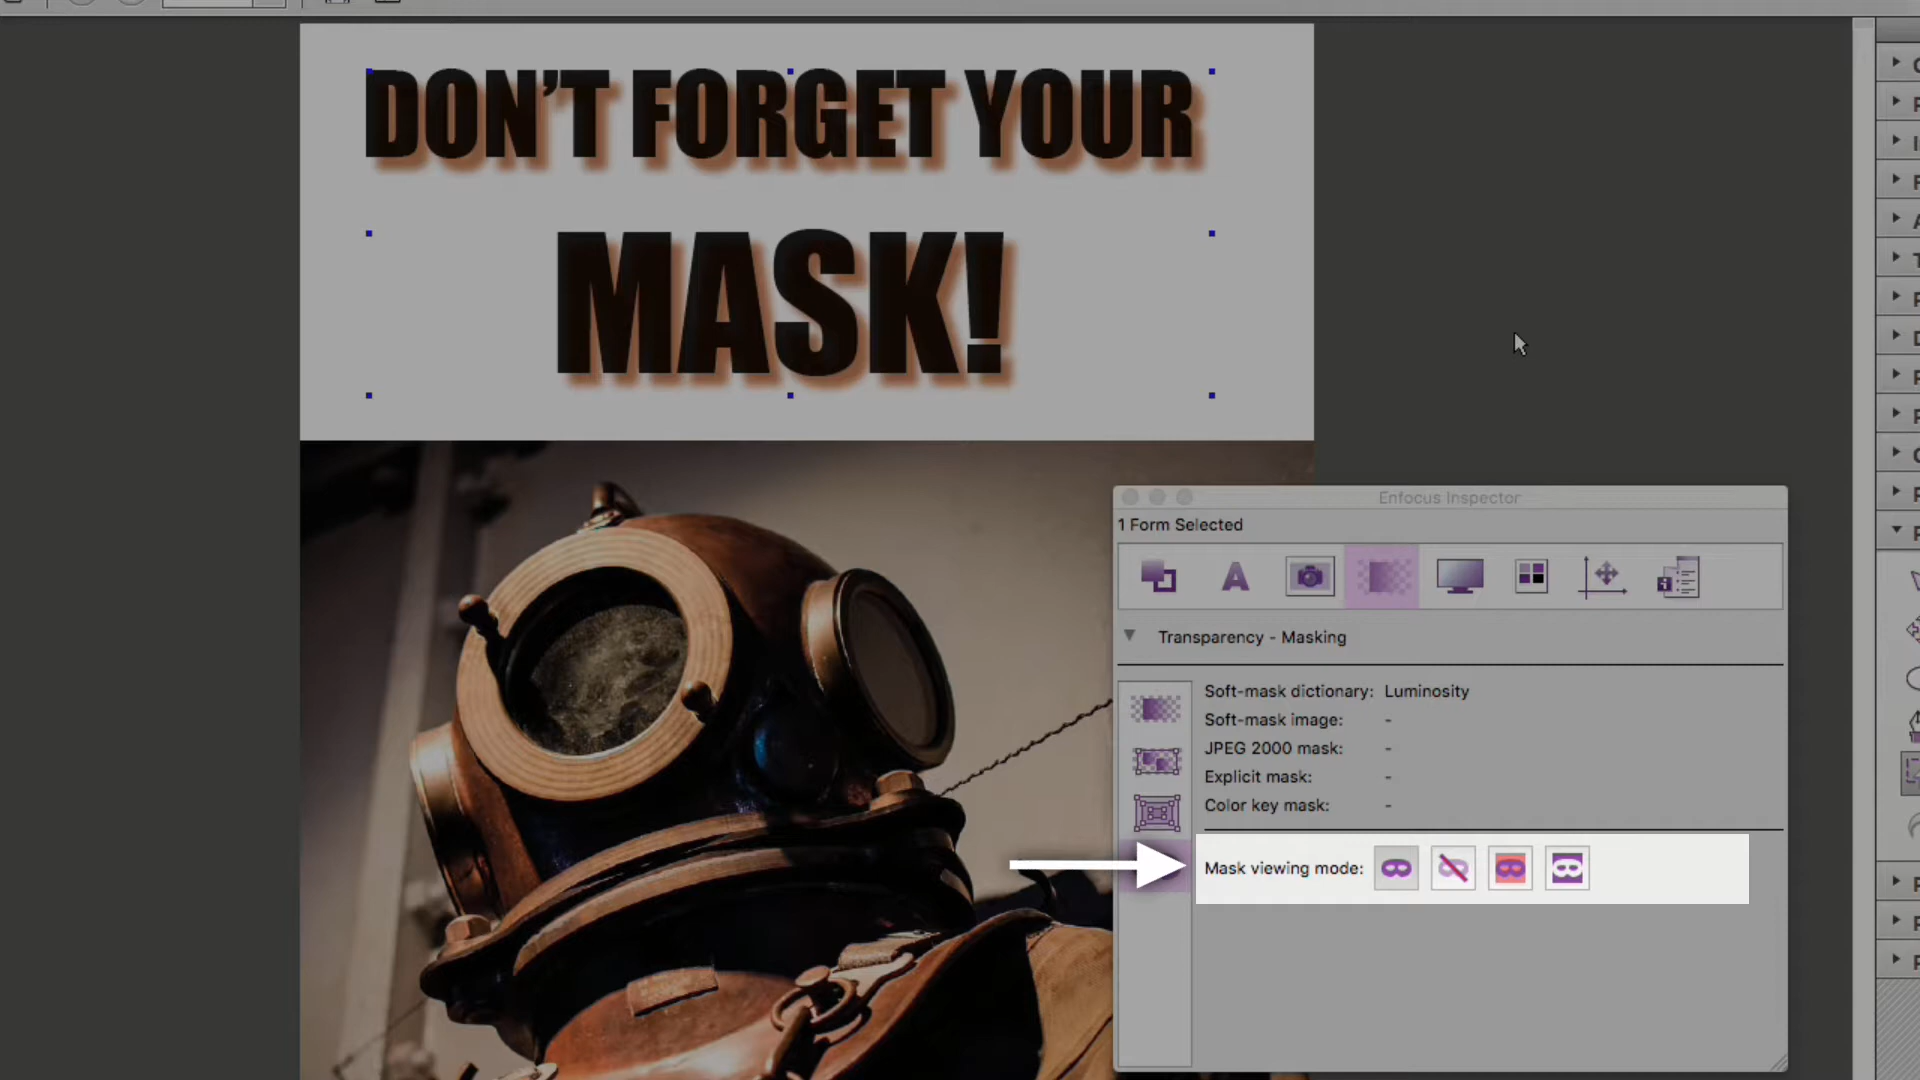 DON'T FORGET YOUR
MASK!
Enfocus Inspector
1 Form Selected
Transparency - Masking
Soft-mask dictionary: Luminosity
Soft-mask image: -
JPEG 2000 mask: -
Explicit mask: -
Color key mask: -
Mask viewing mode: